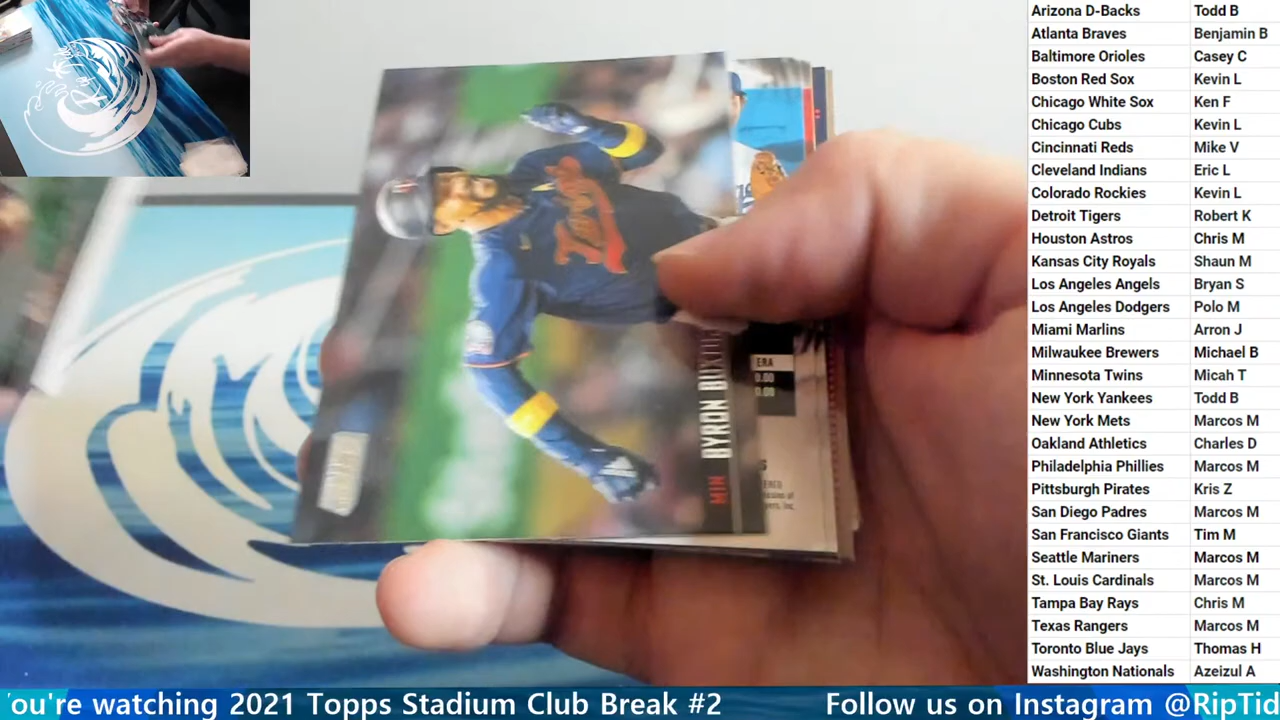 Arizona D-Backs Todd B
Atlanta Braves Benjamin B
Baltimore Orioles Casey C
Boston Red Sox Kevin L
Chicago White Sox Ken F
Chicago Cubs Kevin L
Cincinnati Reds Mike V
Cleveland Indians Eric L
Colorado Rockies Kevin L
Detroit Tigers Robert K
Houston Astros Chris M
Kansas City Royals Shaun M
Los Angeles Angels Bryan S
Los Angeles Dodgers Polo M
Miami Marlins Arron J
Milwaukee Brewers Michael B
Minnesota Twins Micah T
New York Yankees Todd B
New York Mets Marcos M
Oakland Athletics Charles D
Philadelphia Phillies Marcos M
Pittsburgh Pirates Kris Z
San Diego Padres Marcos M
San Francisco Giants Tim M
Seattle Mariners Marcos M
St. Louis Cardinals Marcos M
Tampa Bay Rays Chris M
Texas Rangers Marcos M
Toronto Blue Jays Thomas H
Washington Nationals Azeizul A
MIN BYRON BUXTON
ERA
0.00
0.00
You're watching 2021 Topps Stadium Club Break #2 Follow us on Instagram @RipTid